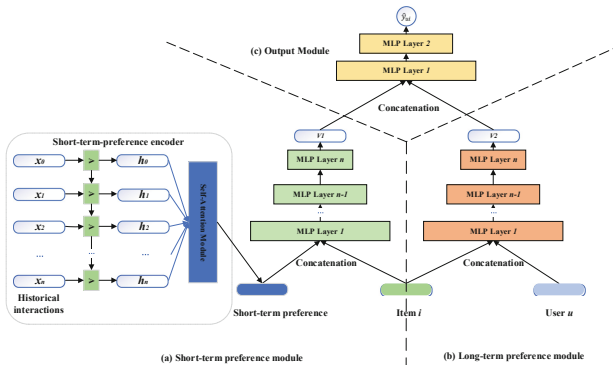 ŷui
MLP Layer 2
(c) Output Module
MLP Layer 1
Concatenation
V1
V2
Short-term-preference encoder
x0
h0
MLP Layer n
MLP Layer n
x1
h1
MLP Layer n-1
MLP Layer n-1
x2
h2
...
...
Self-Attention Module
MLP Layer 1
MLP Layer 1
...
...
...
xn
hn
Concatenation
Concatenation
Historical
interactions
Short-term preference
Item i
User u
(a) Short-term preference module
(b) Long-term preference module